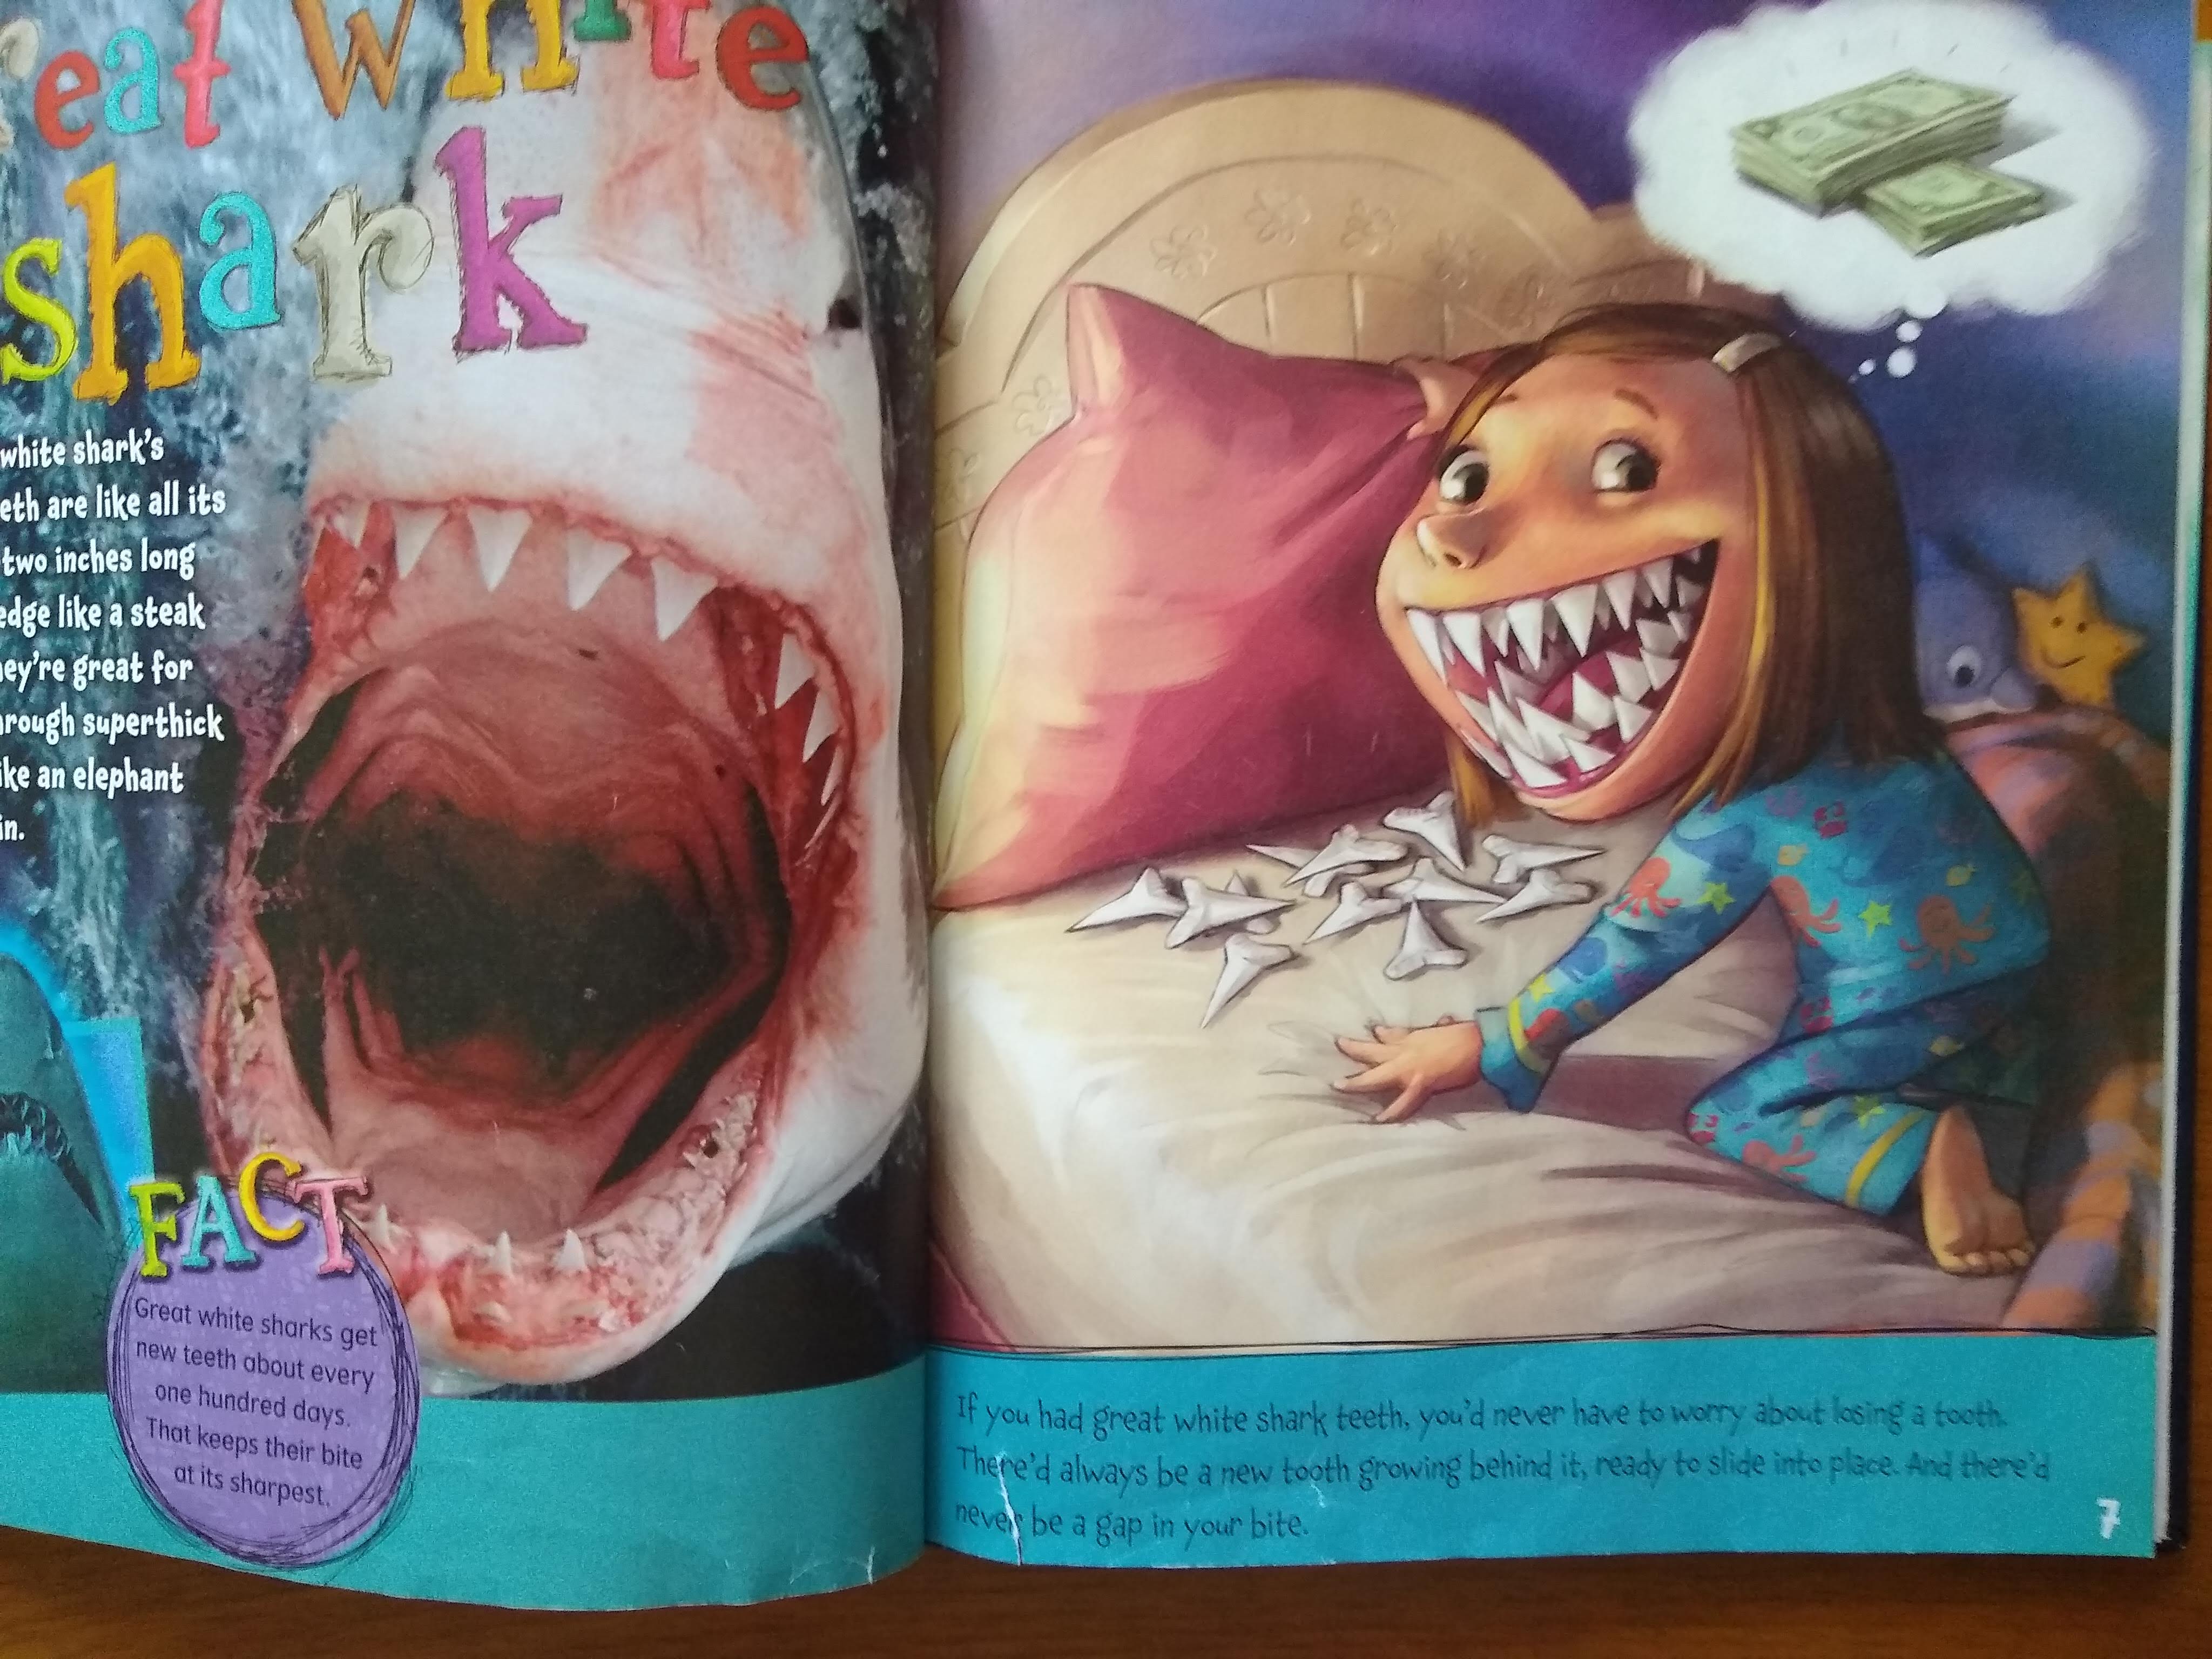 reat white
shark
white shark's
eth are like all its
two inches long
edge like a steak
ey're great for
rough superthick
ike an elephant
in.
FACT
Great white sharks get
new teeth about every
one hundred days.
That keeps their bite
at its sharpest.
If you had great white shark teeth, you'd never have to worry about losing a tooth.
There'd always be a new tooth growing behind it, ready to slide into place. And there'd
never be a gap in your bite.
7